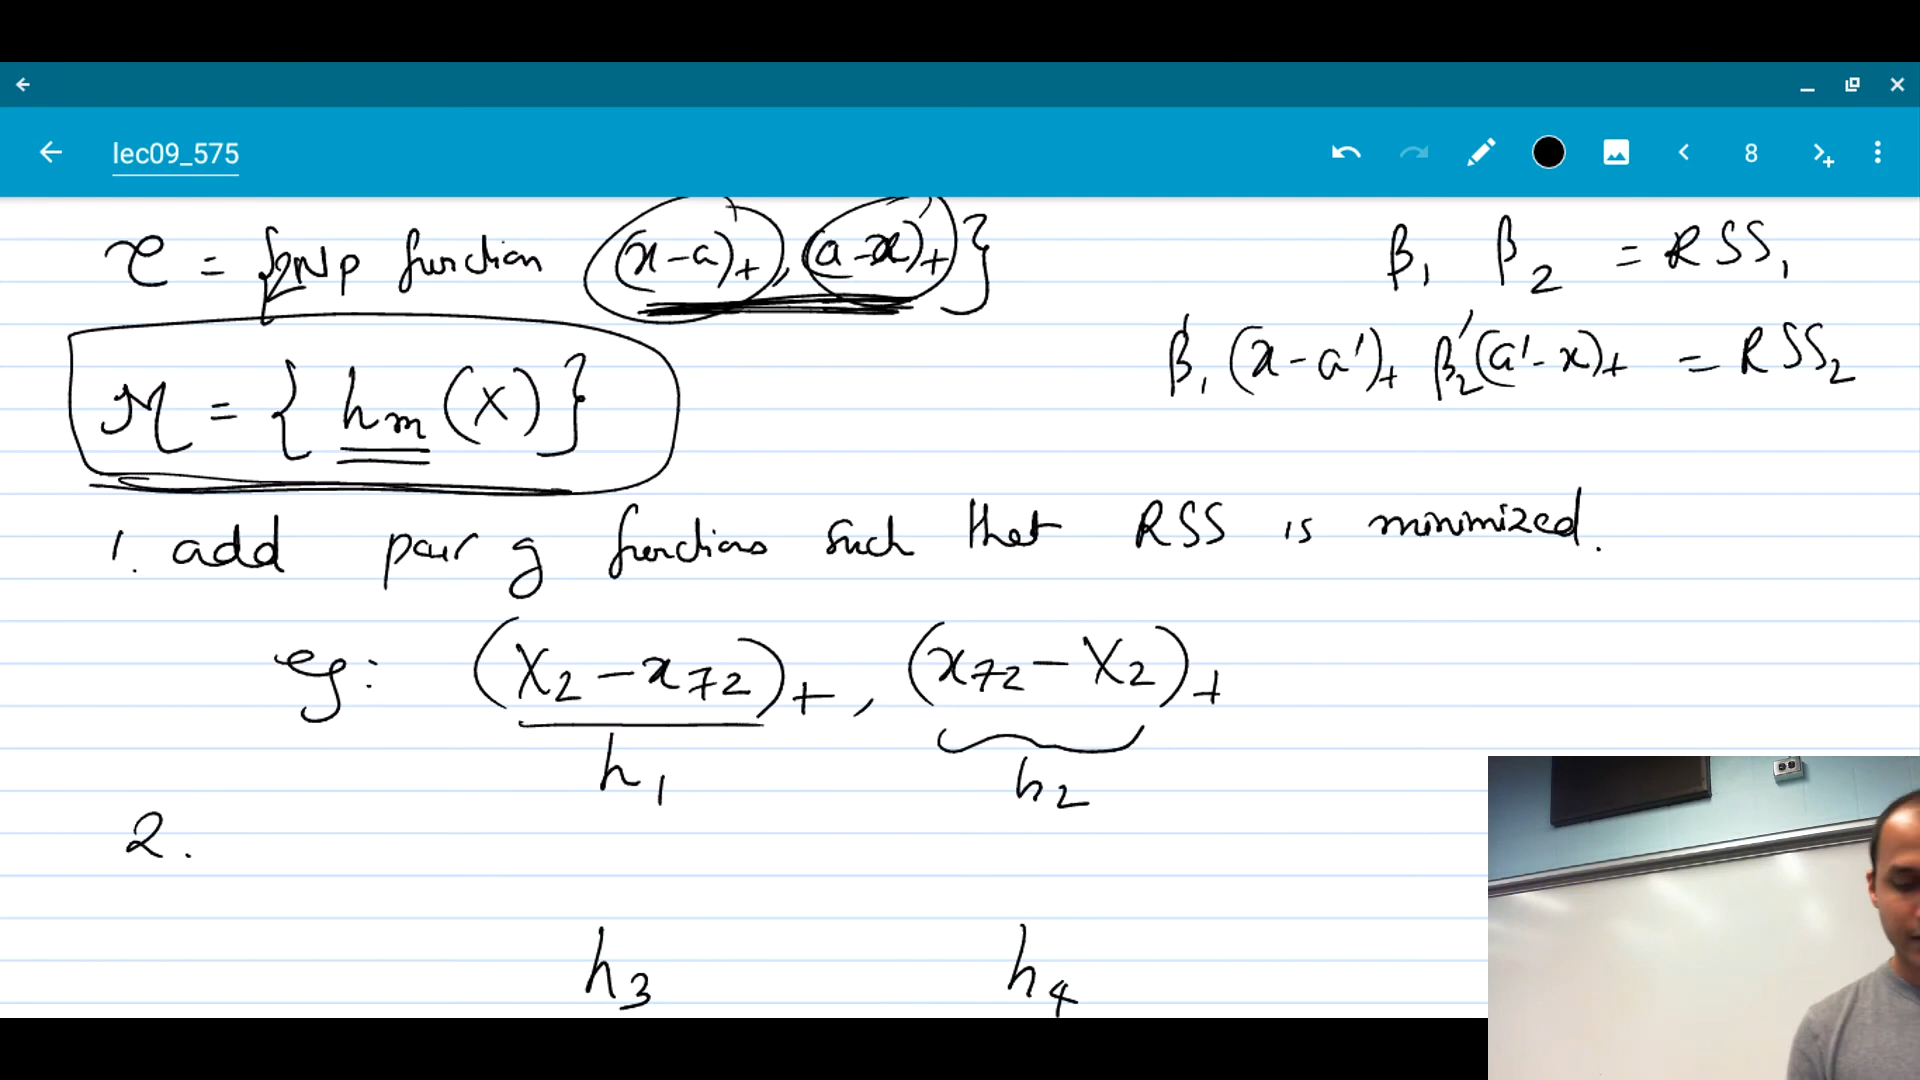 lec09_575
8
𝒞 = {2Np function (x-a)₊, (a-x)₊}
β₁ β₂ = RSS₁
β₁' (x-a')₊ β₂'(a'-x)₊ = RSS₂
ℳ = { hₘ (X) }
1. add pair of functions such that RSS is minimized.
eg: (X₂ - x₇₂)₊ , (x₇₂ - X₂)₊
h₁ h₂
2.
h₃ h₄